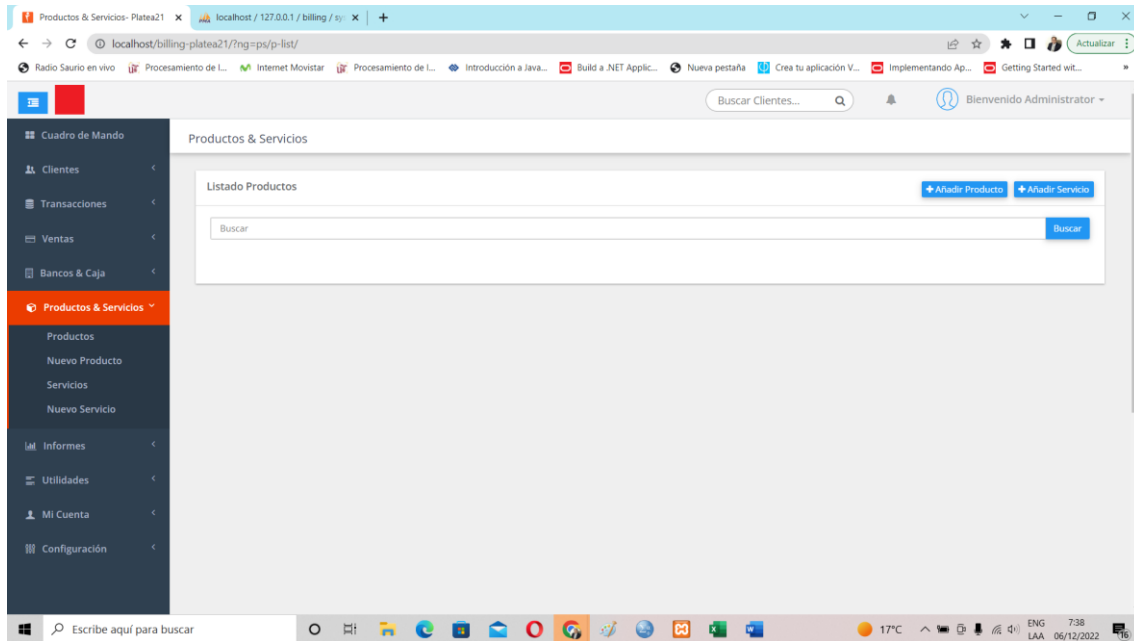 Productos & Servicios- Platea21
localhost / 127.0.0.1 / billing / sy
localhost/billing-platea21/?ng=ps/p-list/
Actualizar
Radio Saurio en vivo
Procesamiento de I...
Internet Movistar
Procesamiento de I...
Introducción a Java...
Build a .NET Applic...
Nueva pestaña
Crea tu aplicación V...
Implementando Ap...
Getting Started wit...
»
Buscar Clientes...
Bienvenido Administrator
Cuadro de Mando
Productos & Servicios
Clientes
Transacciones
Ventas
Bancos & Caja
Productos & Servicios
Productos
Nuevo Producto
Servicios
Nuevo Servicio
Informes
Utilidades
Mi Cuenta
Configuración
Listado Productos
+Añadir Producto
+Añadir Servicio
Buscar
Buscar
Escribe aquí para buscar
17°C
ENG
LAA
7:38
06/12/2022
16